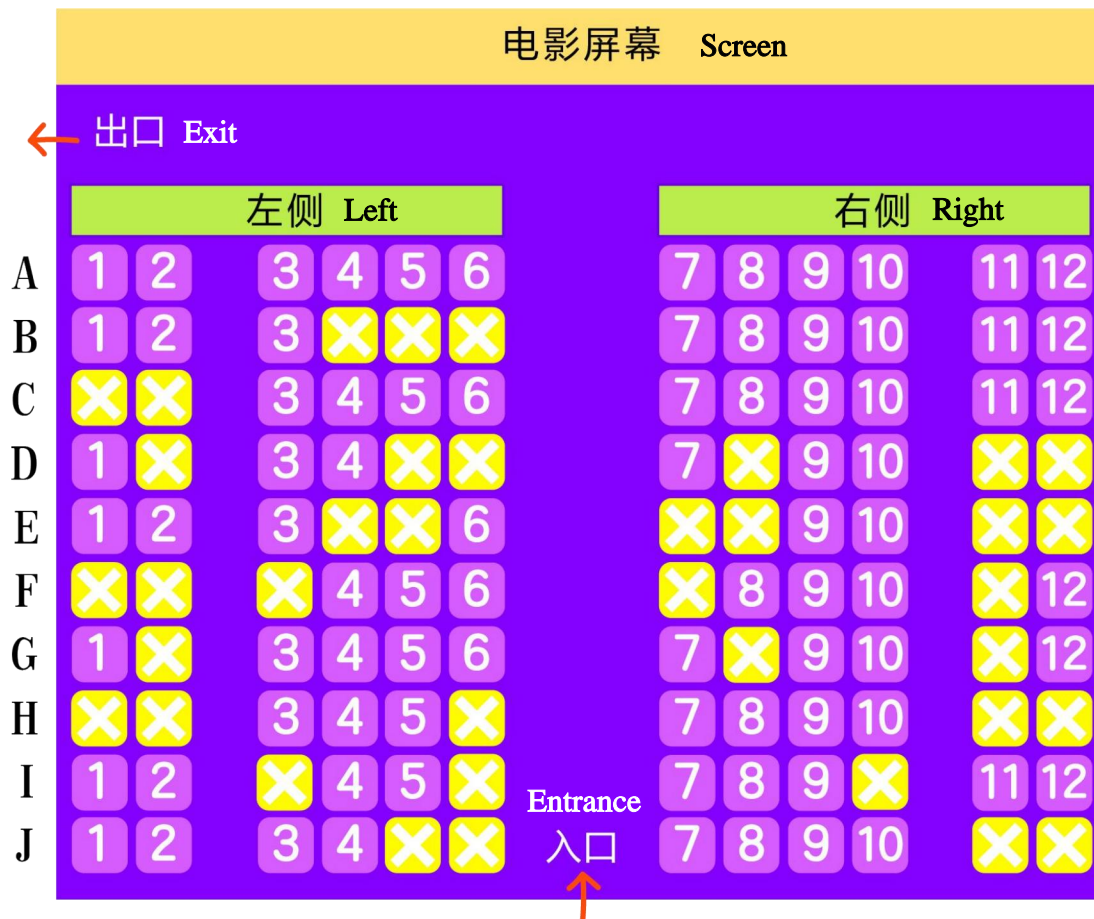 电影屏幕 Screen
出口 Exit
左侧 Left 右侧 Right
A 1 2 3 4 5 6 7 8 9 10 11 12
B 1 2 3 7 8 9 10 11 12
C 3 4 5 6 7 8 9 10 11 12
D 1 3 4 7 9 10
E 1 2 3 6 9 10
F 4 5 6 8 9 10 12
G 1 3 4 5 6 7 9 10 12
H 3 4 5 7 8 9 10
I 1 2 4 5 7 8 9 11 12
Entrance
J 1 2 3 4 入口 7 8 9 10